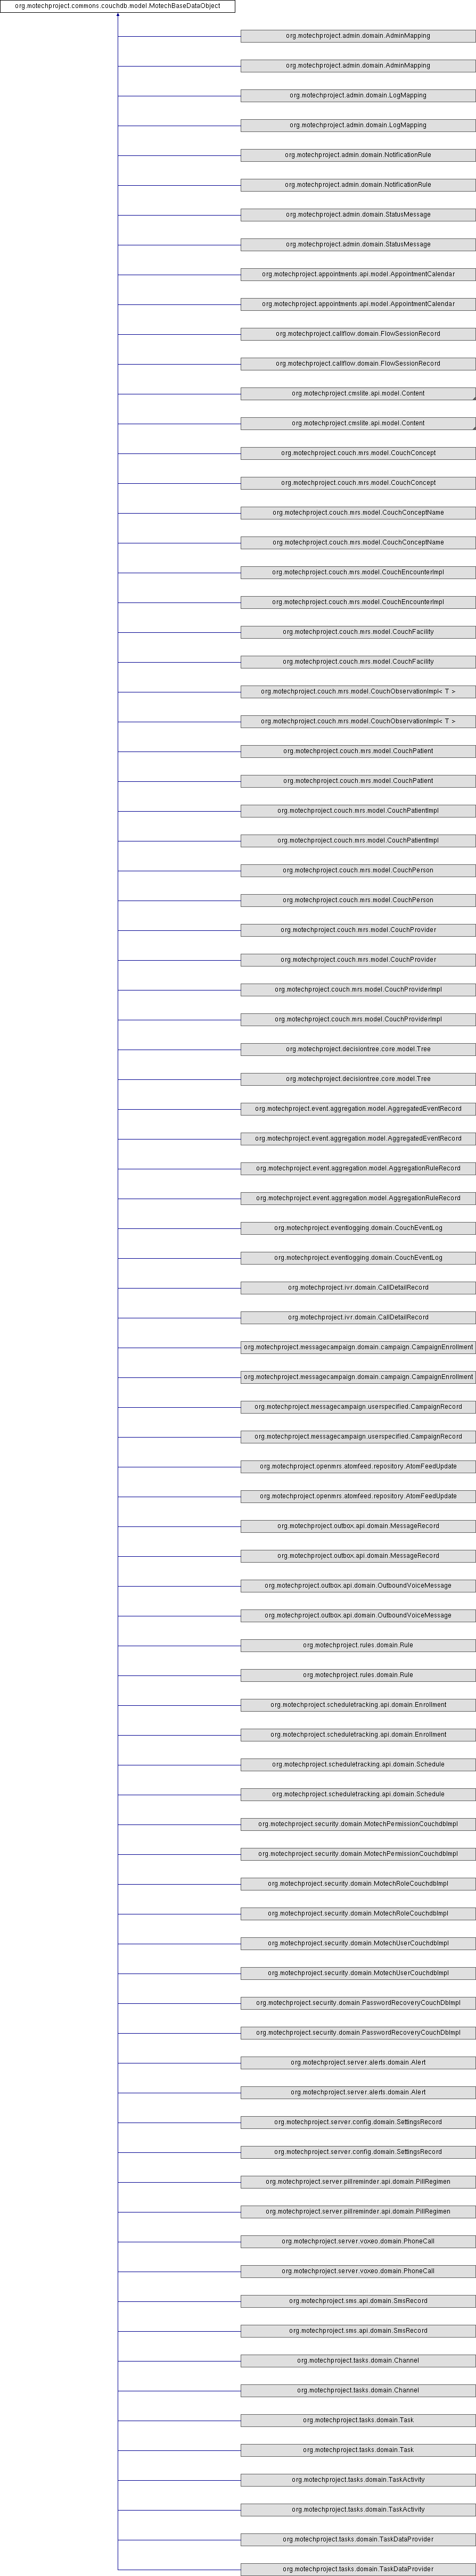 org.motechproject.commons.couchdb.model.MotechBaseDataObject
org.motechproject.admin.domain.AdminMapping
org.motechproject.admin.domain.AdminMapping
org.motechproject.admin.domain.LogMapping
org.motechproject.admin.domain.LogMapping
org.motechproject.admin.domain.NotificationRule
org.motechproject.admin.domain.NotificationRule
org.motechproject.admin.domain.StatusMessage
org.motechproject.admin.domain.StatusMessage
org.motechproject.appointments.api.model.AppointmentCalendar
org.motechproject.appointments.api.model.AppointmentCalendar
org.motechproject.callflow.domain.FlowSessionRecord
org.motechproject.callflow.domain.FlowSessionRecord
org.motechproject.cmslite.api.model.Content
org.motechproject.cmslite.api.model.Content
org.motechproject.couch.mrs.model.CouchConcept
org.motechproject.couch.mrs.model.CouchConcept
org.motechproject.couch.mrs.model.CouchConceptName
org.motechproject.couch.mrs.model.CouchConceptName
org.motechproject.couch.mrs.model.CouchEncounterImpl
org.motechproject.couch.mrs.model.CouchEncounterImpl
org.motechproject.couch.mrs.model.CouchFacility
org.motechproject.couch.mrs.model.CouchFacility
org.motechproject.couch.mrs.model.CouchObservationImpl< T >
org.motechproject.couch.mrs.model.CouchObservationImpl< T >
org.motechproject.couch.mrs.model.CouchPatient
org.motechproject.couch.mrs.model.CouchPatient
org.motechproject.couch.mrs.model.CouchPatientImpl
org.motechproject.couch.mrs.model.CouchPatientImpl
org.motechproject.couch.mrs.model.CouchPerson
org.motechproject.couch.mrs.model.CouchPerson
org.motechproject.couch.mrs.model.CouchProvider
org.motechproject.couch.mrs.model.CouchProvider
org.motechproject.couch.mrs.model.CouchProviderImpl
org.motechproject.couch.mrs.model.CouchProviderImpl
org.motechproject.decisiontree.core.model.Tree
org.motechproject.decisiontree.core.model.Tree
org.motechproject.event.aggregation.model.AggregatedEventRecord
org.motechproject.event.aggregation.model.AggregatedEventRecord
org.motechproject.event.aggregation.model.AggregationRuleRecord
org.motechproject.event.aggregation.model.AggregationRuleRecord
org.motechproject.eventlogging.domain.CouchEventLog
org.motechproject.eventlogging.domain.CouchEventLog
org.motechproject.ivr.domain.CallDetailRecord
org.motechproject.ivr.domain.CallDetailRecord
org.motechproject.messagecampaign.domain.campaign.CampaignEnrollment
org.motechproject.messagecampaign.domain.campaign.CampaignEnrollment
org.motechproject.messagecampaign.userspecified.CampaignRecord
org.motechproject.messagecampaign.userspecified.CampaignRecord
org.motechproject.openmrs.atomfeed.repository.AtomFeedUpdate
org.motechproject.openmrs.atomfeed.repository.AtomFeedUpdate
org.motechproject.outbox.api.domain.MessageRecord
org.motechproject.outbox.api.domain.MessageRecord
org.motechproject.outbox.api.domain.OutboundVoiceMessage
org.motechproject.outbox.api.domain.OutboundVoiceMessage
org.motechproject.rules.domain.Rule
org.motechproject.rules.domain.Rule
org.motechproject.scheduletracking.api.domain.Enrollment
org.motechproject.scheduletracking.api.domain.Enrollment
org.motechproject.scheduletracking.api.domain.Schedule
org.motechproject.scheduletracking.api.domain.Schedule
org.motechproject.security.domain.MotechPermissionCouchdbImpl
org.motechproject.security.domain.MotechPermissionCouchdbImpl
org.motechproject.security.domain.MotechRoleCouchdbImpl
org.motechproject.security.domain.MotechRoleCouchdbImpl
org.motechproject.security.domain.MotechUserCouchdbImpl
org.motechproject.security.domain.MotechUserCouchdbImpl
org.motechproject.security.domain.PasswordRecoveryCouchDbImpl
org.motechproject.security.domain.PasswordRecoveryCouchDbImpl
org.motechproject.server.alerts.domain.Alert
org.motechproject.server.alerts.domain.Alert
org.motechproject.server.config.domain.SettingsRecord
org.motechproject.server.config.domain.SettingsRecord
org.motechproject.server.pillreminder.api.domain.PillRegimen
org.motechproject.server.pillreminder.api.domain.PillRegimen
org.motechproject.server.voxeo.domain.PhoneCall
org.motechproject.server.voxeo.domain.PhoneCall
org.motechproject.sms.api.domain.SmsRecord
org.motechproject.sms.api.domain.SmsRecord
org.motechproject.tasks.domain.Channel
org.motechproject.tasks.domain.Channel
org.motechproject.tasks.domain.Task
org.motechproject.tasks.domain.Task
org.motechproject.tasks.domain.TaskActivity
org.motechproject.tasks.domain.TaskActivity
org.motechproject.tasks.domain.TaskDataProvider
org.motechproject.tasks.domain.TaskDataProvider